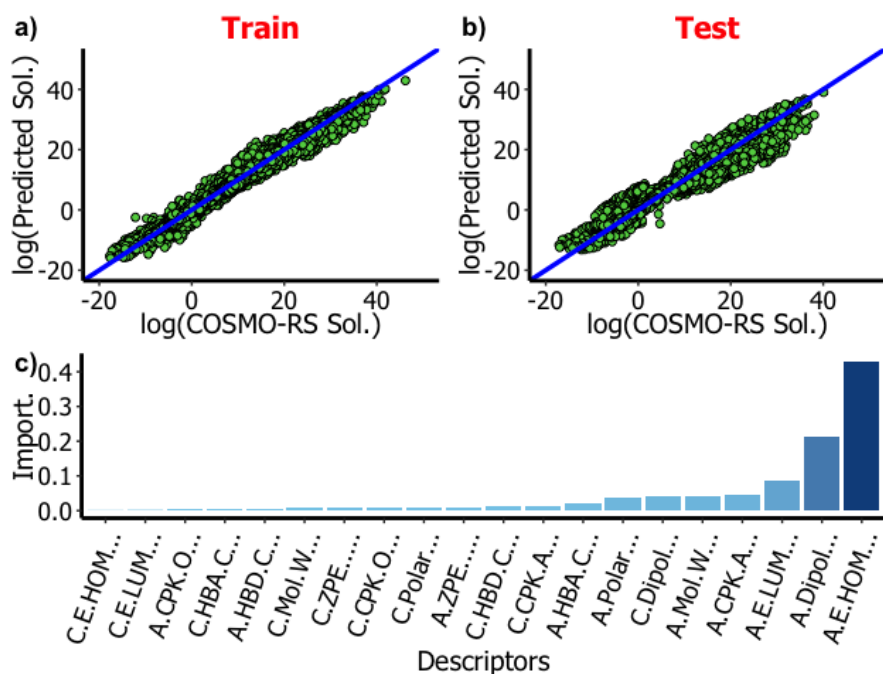 a) Train
b) Test
log(Predicted Sol.)
40
20
0
-20
-20 0 20 40
log(COSMO-RS Sol.)
log(Predicted Sol.)
40
20
0
-20
-20 0 20 40
log(COSMO-RS Sol.)
c)
Import.
0.4
0.3
0.2
0.1
0.0
C.E.HOM...
C.E.LUM...
A.CPK.O...
C.HBA.C...
A.HBD.C...
C.Mol.W...
C.ZPE.....
C.CPK.O...
C.Polar...
A.ZPE.....
C.HBD.C...
C.CPK.A...
A.HBA.C...
A.Polar...
C.Dipol...
A.Mol.W...
A.CPK.A...
A.E.LUM...
A.Dipol...
A.E.HOM...
Descriptors